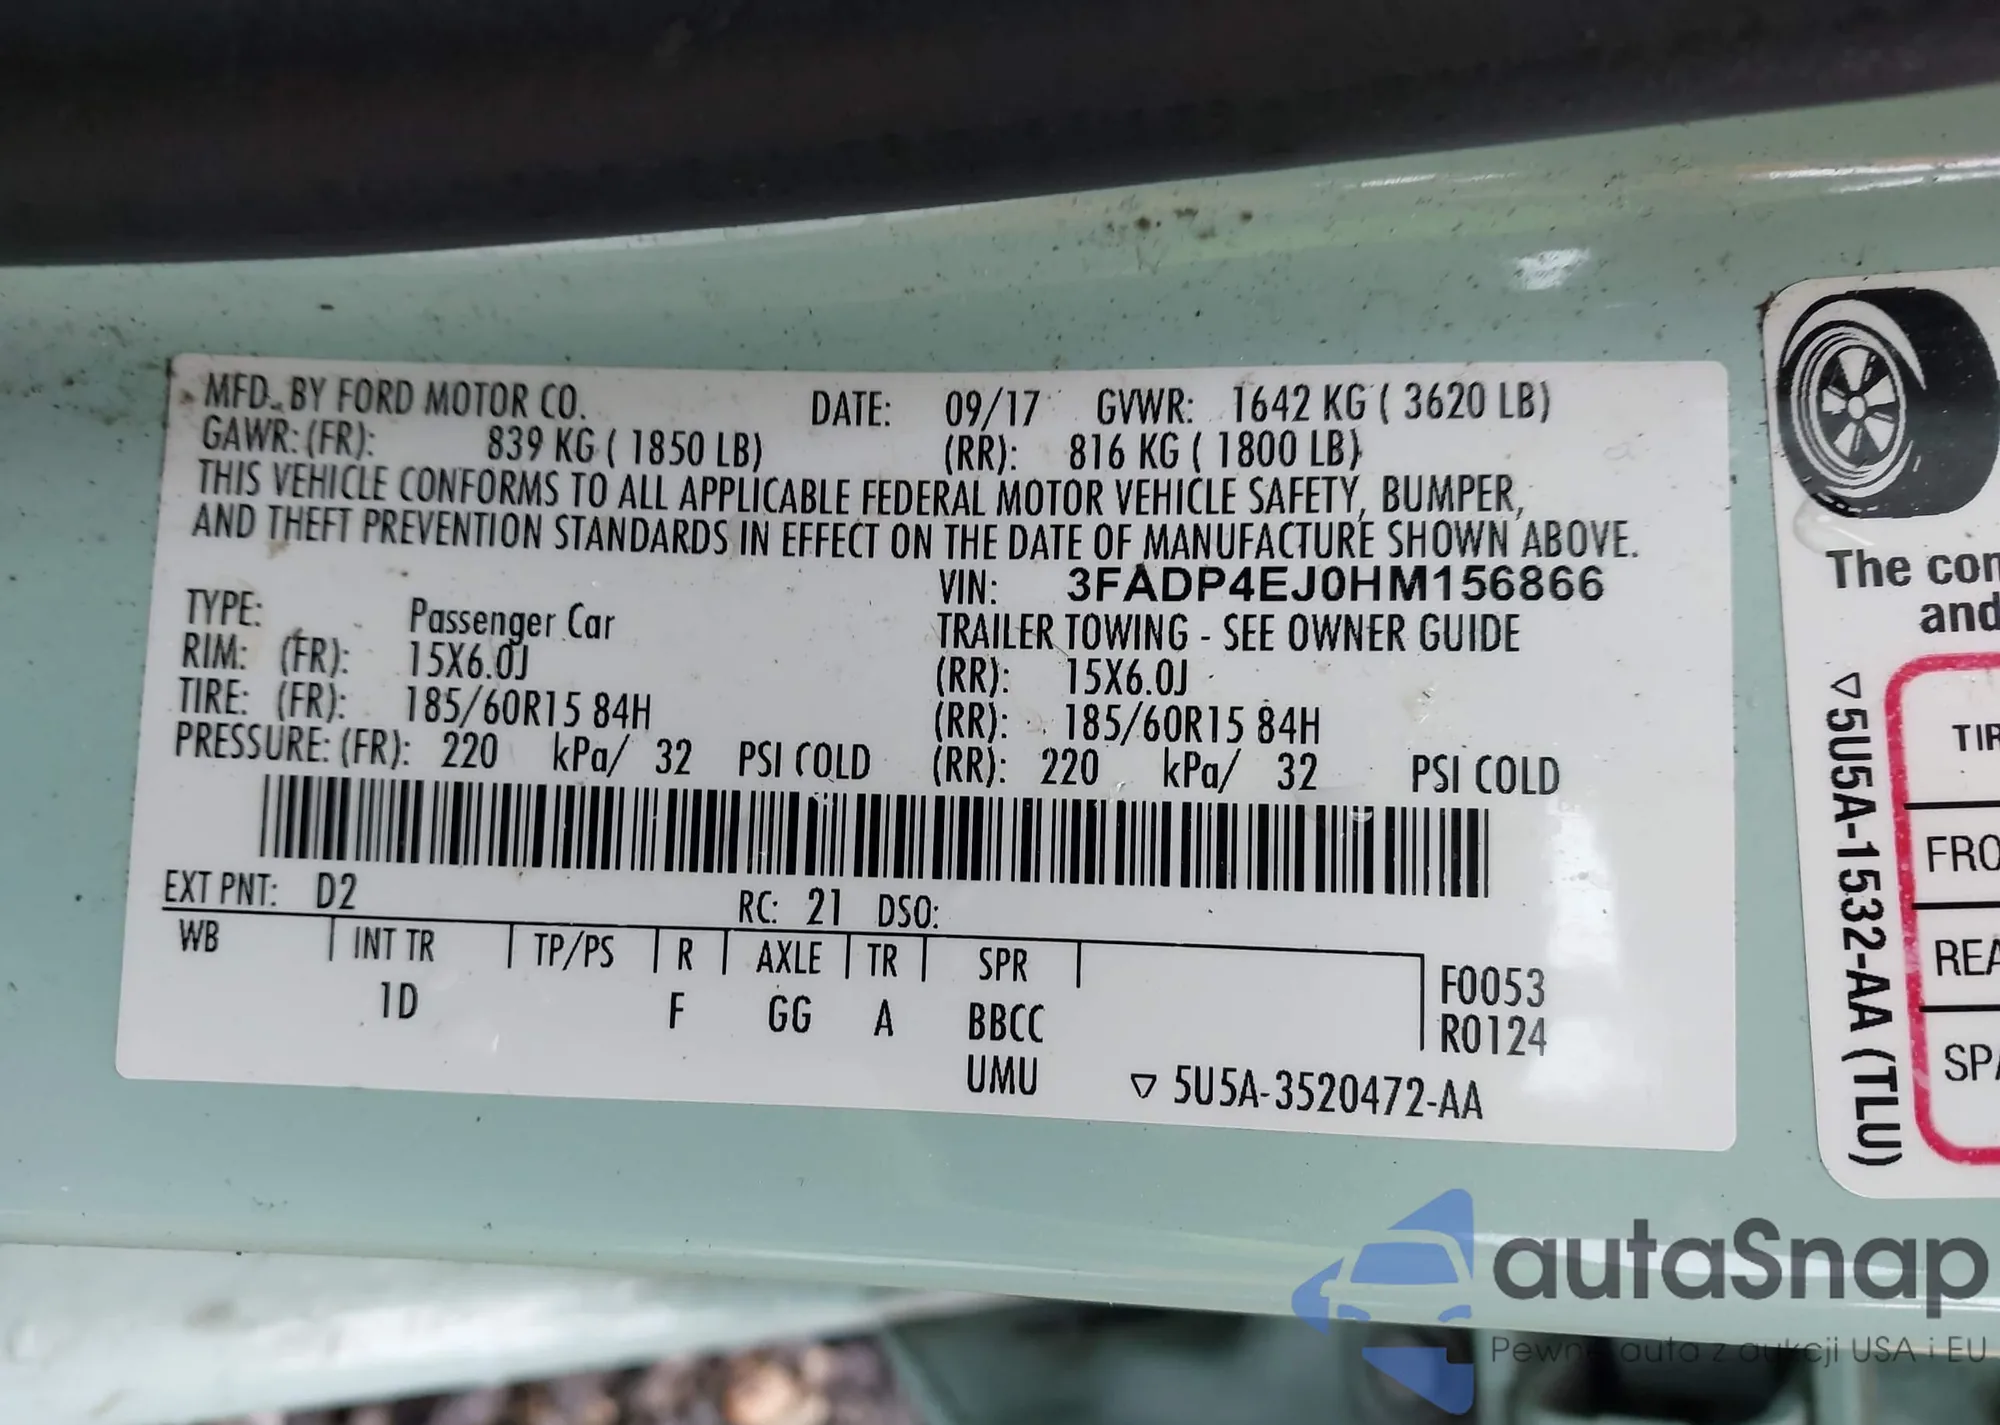 MFD. BY FORD MOTOR CO. DATE: 09/17 GVWR: 1642 KG ( 3620 LB)
GAWR: (FR): 839 KG ( 1850 LB) (RR): 816 KG ( 1800 LB)
THIS VEHICLE CONFORMS TO ALL APPLICABLE FEDERAL MOTOR VEHICLE SAFETY, BUMPER,
AND THEFT PREVENTION STANDARDS IN EFFECT ON THE DATE OF MANUFACTURE SHOWN ABOVE.
VIN: 3FADP4EJ0HM156866
TYPE: Passenger Car TRAILER TOWING - SEE OWNER GUIDE
RIM: (FR): 15X6.0J (RR): 15X6.0J
TIRE: (FR): 185/60R15 84H (RR): 185/60R15 84H
PRESSURE: (FR): 220 kPa/ 32 PSI COLD (RR): 220 kPa/ 32 PSI COLD
EXT PNT: D2 RC: 21 DSO:
WB INT TR TP/PS R AXLE TR SPR
1D F GG A BBCC
UMU
F0053
R0124
▽ 5U5A-3520472-AA
The con
and
▽5U5A-1532-AA (TLU)
TIR
FRO
REA
SPA
autaSnap
Pewne auta z aukcji USA i EU